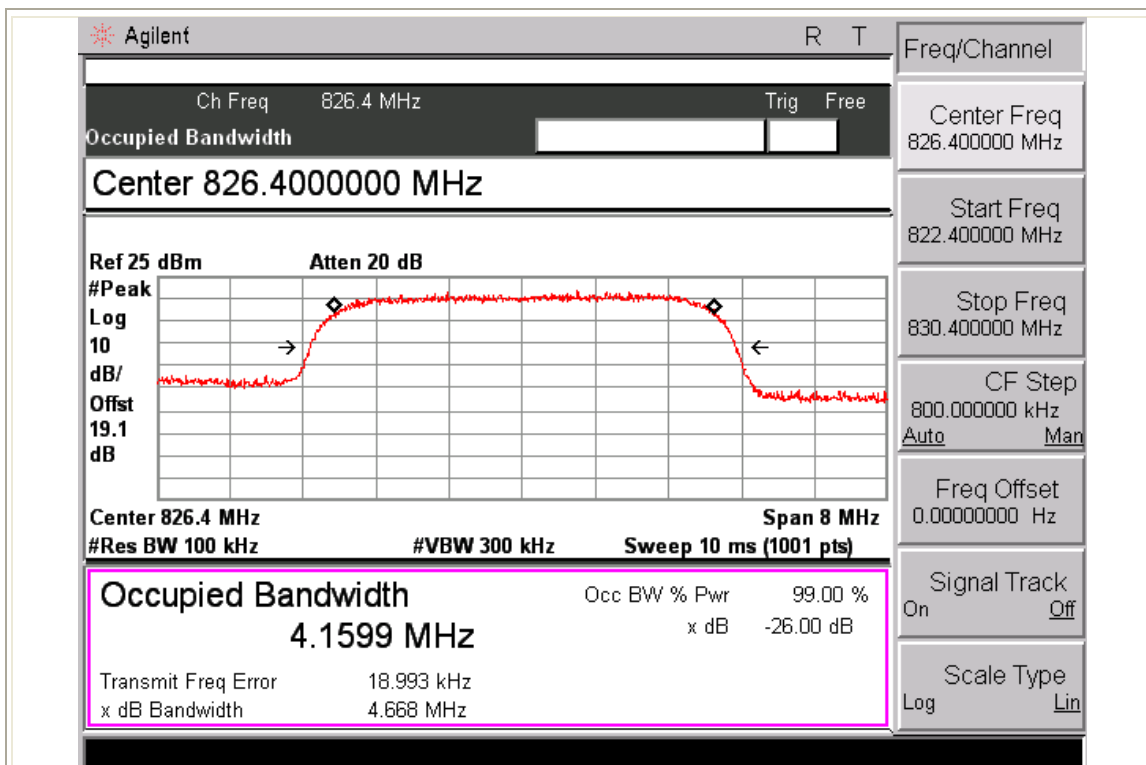 Agilent R T
Freq/Channel
Ch Freq 826.4 MHz Trig Free
Occupied Bandwidth
Center 826.4000000 MHz
Ref 25 dBm Atten 20 dB
#Peak
Log
10
dB/
Offst
19.1
dB
Center 826.4 MHz Span 8 MHz
#Res BW 100 kHz #VBW 300 kHz Sweep 10 ms (1001 pts)
Occupied Bandwidth
4.1599 MHz
Occ BW % Pwr 99.00 %
x dB -26.00 dB
Transmit Freq Error 18.993 kHz
x dB Bandwidth 4.668 MHz
Center Freq
826.400000 MHz
Start Freq
822.400000 MHz
Stop Freq
830.400000 MHz
CF Step
800.000000 kHz
Auto Man
Freq Offset
0.00000000 Hz
Signal Track
On Off
Scale Type
Log Lin